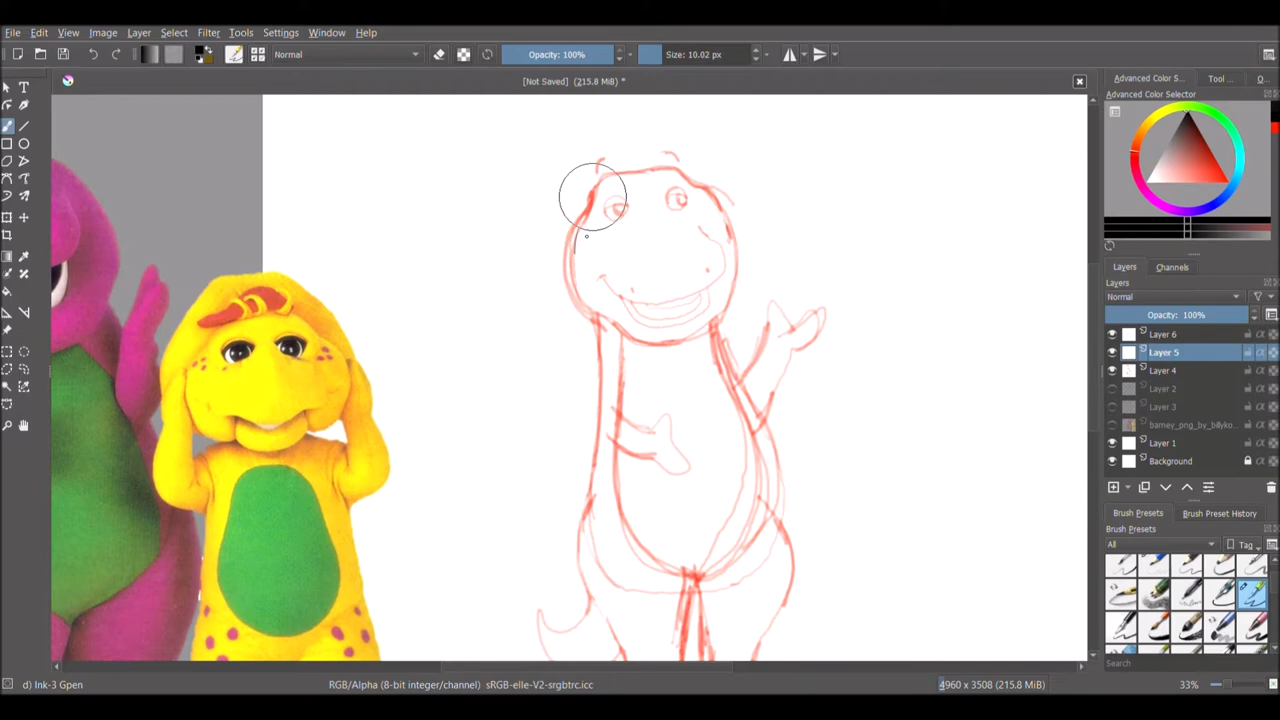 File Edit View Image Layer Select Filter Tools Settings Window Help
Normal Opacity: 100% Size: 10.02 px
[Not Saved] (215.8 MiB) *
Advanced Color S... Tool ... O...
Advanced Color Selector
Layers Channels
Layers
Normal
Opacity: 100%
Layer 6
Layer 5
Layer 4
Layer 2
Layer 3
barney_png_by_billyko...
Layer 1
Background
Brush Presets Brush Preset History
Brush Presets
All Tag
Search
d) Ink-3 Gpen RGB/Alpha (8-bit integer/channel) sRGB-elle-V2-srgbtrc.icc 4960 x 3508 (215.8 MiB) 33%